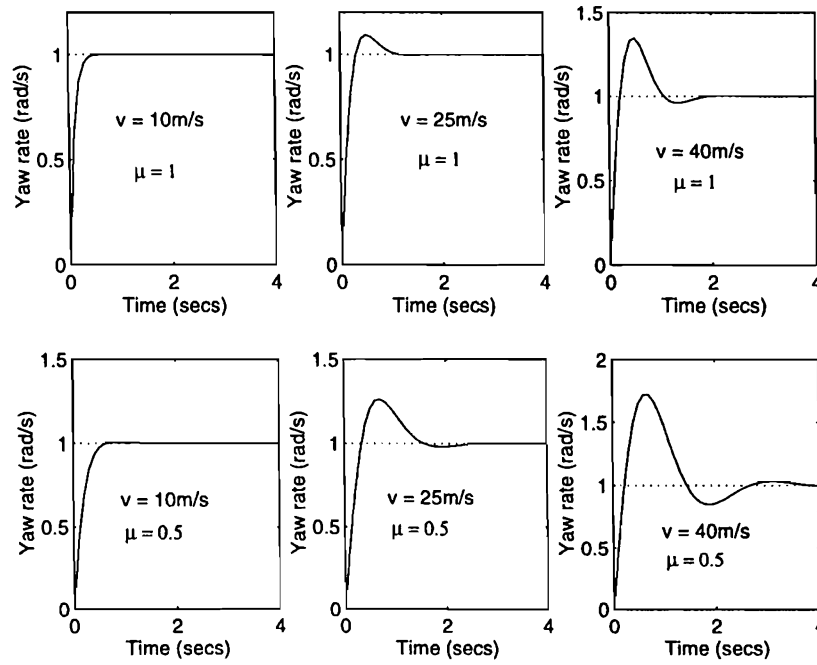 Yaw rate (rad/s)
1
0.5
0
v = 10m/s
μ = 1
0 2 4
Time (secs)
Yaw rate (rad/s)
1
0.5
0
v = 25m/s
μ = 1
0 2 4
Time (secs)
Yaw rate (rad/s)
1.5
1
0.5
0
v = 40m/s
μ = 1
0 2 4
Time (secs)
Yaw rate (rad/s)
1.5
1
0.5
0
v = 10m/s
μ = 0.5
0 2 4
Time (secs)
Yaw rate (rad/s)
1.5
1
0.5
0
v = 25m/s
μ = 0.5
0 2 4
Time (secs)
Yaw rate (rad/s)
2
1.5
1
0.5
0
v = 40m/s
μ = 0.5
0 2 4
Time (secs)